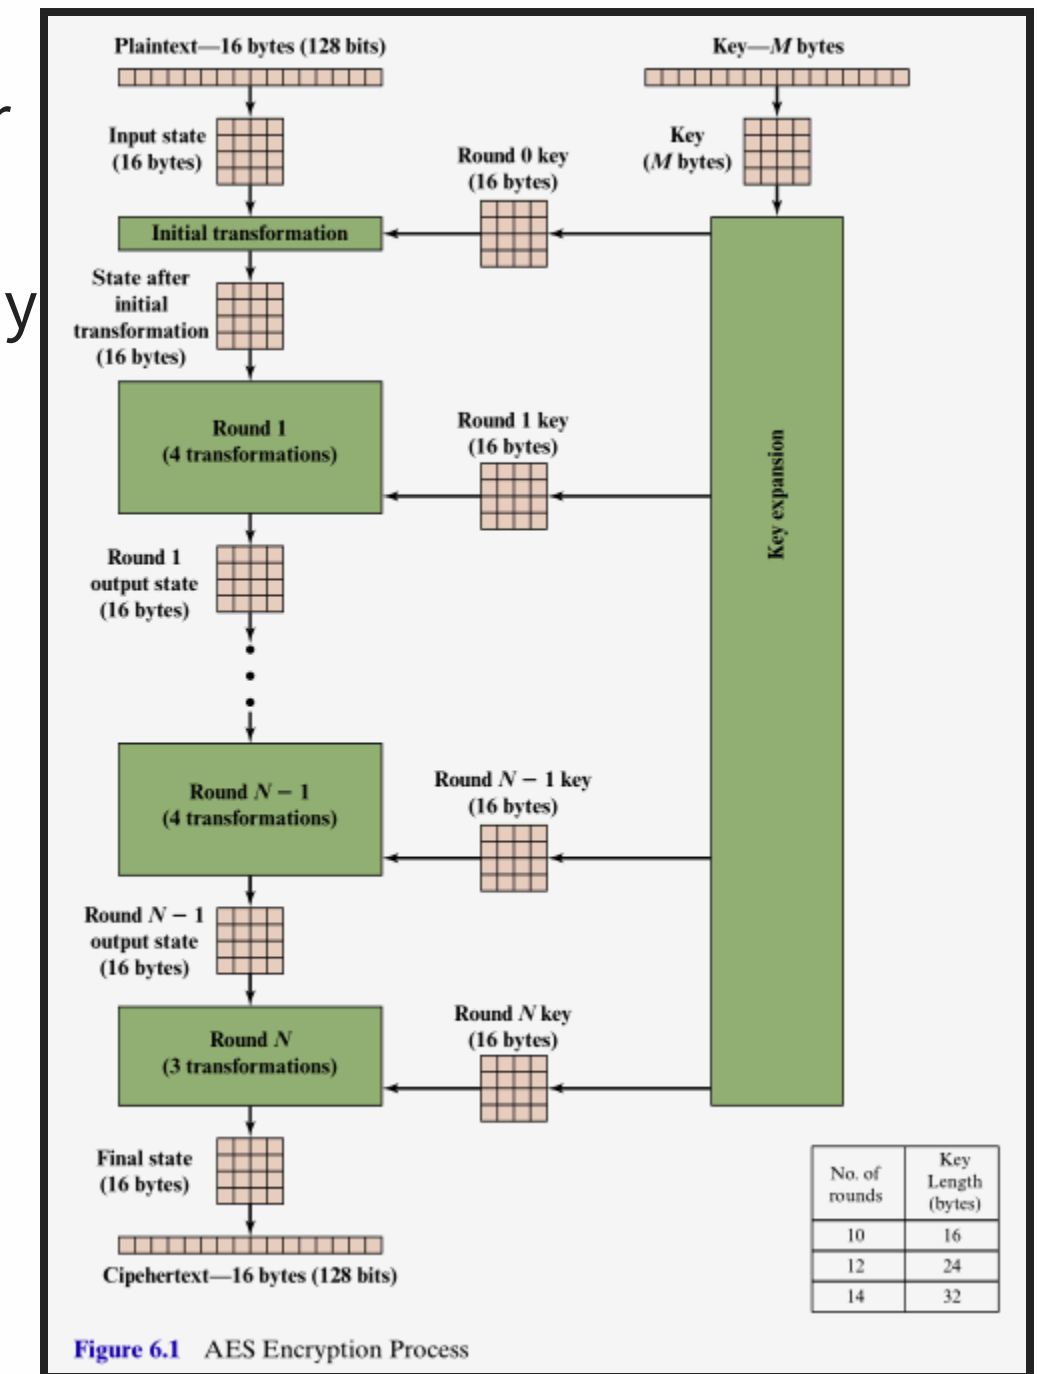 r
y
Plaintext—16 bytes (128 bits)
Key—M bytes
Input state
(16 bytes)
Key
(M bytes)
Round 0 key
(16 bytes)
Initial transformation
State after
initial
transformation
(16 bytes)
Round 1
(4 transformations)
Round 1 key
(16 bytes)
Key expansion
Round 1
output state
(16 bytes)
Round N − 1
(4 transformations)
Round N − 1 key
(16 bytes)
Round N − 1
output state
(16 bytes)
Round N
(3 transformations)
Round N key
(16 bytes)
Final state
(16 bytes)
Cipehertext—16 bytes (128 bits)
No. of
rounds
Key
Length
(bytes)
10 16
12 24
14 32
Figure 6.1 AES Encryption Process